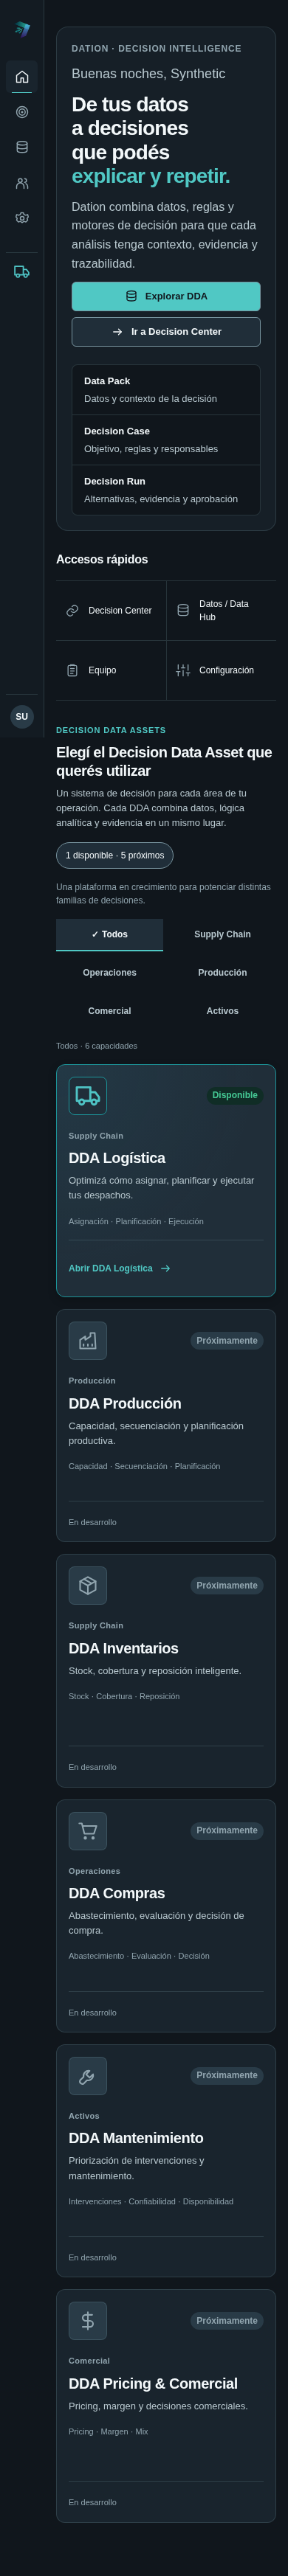 DATION · DECISION INTELLIGENCE
Buenas noches, Synthetic
De tus datos
a decisiones
que podés
explicar y repetir.
Dation combina datos, reglas y
motores de decisión para que cada
análisis tenga contexto, evidencia y
trazabilidad.
Explorar DDA
Ir a Decision Center
Data Pack
Datos y contexto de la decisión
Decision Case
Objetivo, reglas y responsables
Decision Run
Alternativas, evidencia y aprobación
Accesos rápidos
Decision Center
Datos / Data
Hub
Equipo
Configuración
SU
DECISION DATA ASSETS
Elegí el Decision Data Asset que
querés utilizar
Un sistema de decisión para cada área de tu
operación. Cada DDA combina datos, lógica
analítica y evidencia en un mismo lugar.
1 disponible · 5 próximos
Una plataforma en crecimiento para potenciar distintas
familias de decisiones.
✓ Todos
Supply Chain
Operaciones
Producción
Comercial
Activos
Todos · 6 capacidades
Disponible
Supply Chain
DDA Logística
Optimizá cómo asignar, planificar y ejecutar
tus despachos.
Asignación · Planificación · Ejecución
Abrir DDA Logística
Próximamente
Producción
DDA Producción
Capacidad, secuenciación y planificación
productiva.
Capacidad · Secuenciación · Planificación
En desarrollo
Próximamente
Supply Chain
DDA Inventarios
Stock, cobertura y reposición inteligente.
Stock · Cobertura · Reposición
En desarrollo
Próximamente
Operaciones
DDA Compras
Abastecimiento, evaluación y decisión de
compra.
Abastecimiento · Evaluación · Decisión
En desarrollo
Próximamente
Activos
DDA Mantenimiento
Priorización de intervenciones y
mantenimiento.
Intervenciones · Confiabilidad · Disponibilidad
En desarrollo
Próximamente
Comercial
DDA Pricing & Comercial
Pricing, margen y decisiones comerciales.
Pricing · Margen · Mix
En desarrollo